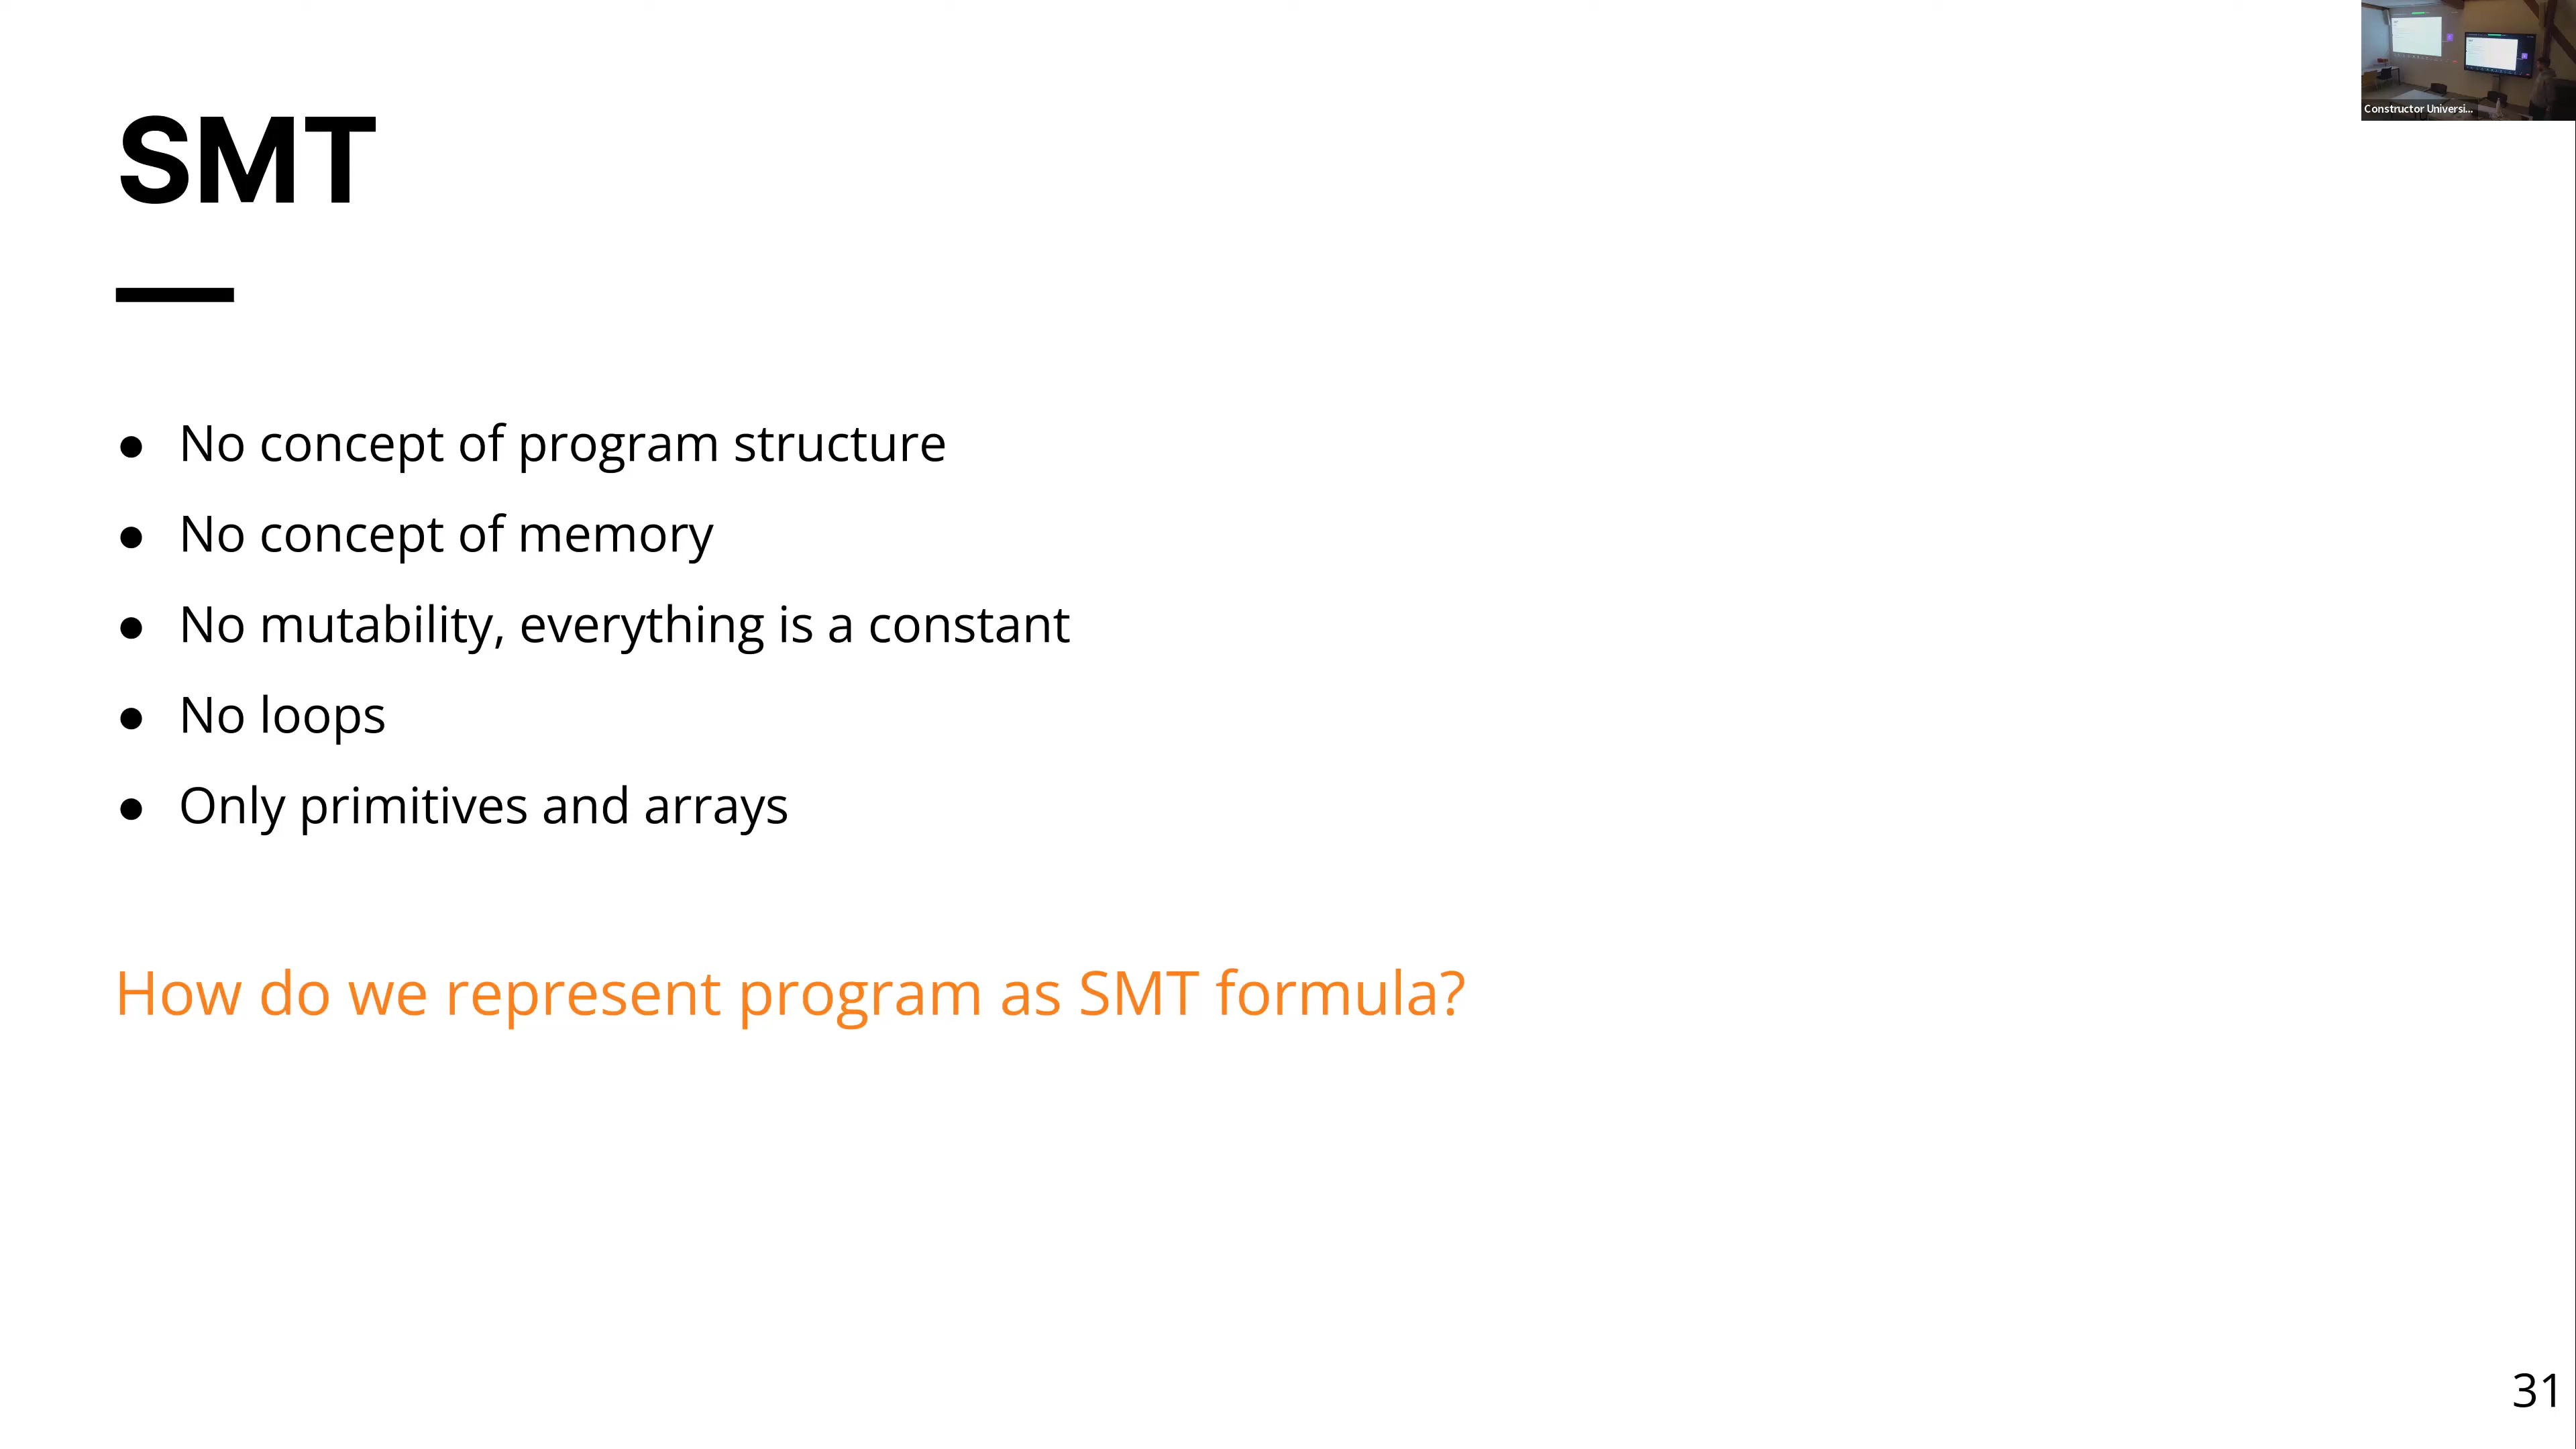 Constructor Universi...
SMT
● No concept of program structure
● No concept of memory
● No mutability, everything is a constant
● No loops
● Only primitives and arrays
How do we represent program as SMT formula?
31